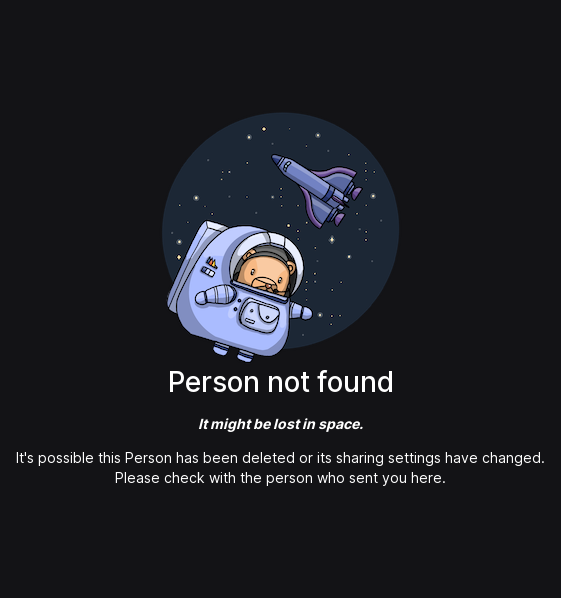 Person not found
It might be lost in space.
It's possible this Person has been deleted or its sharing settings have changed.
Please check with the person who sent you here.